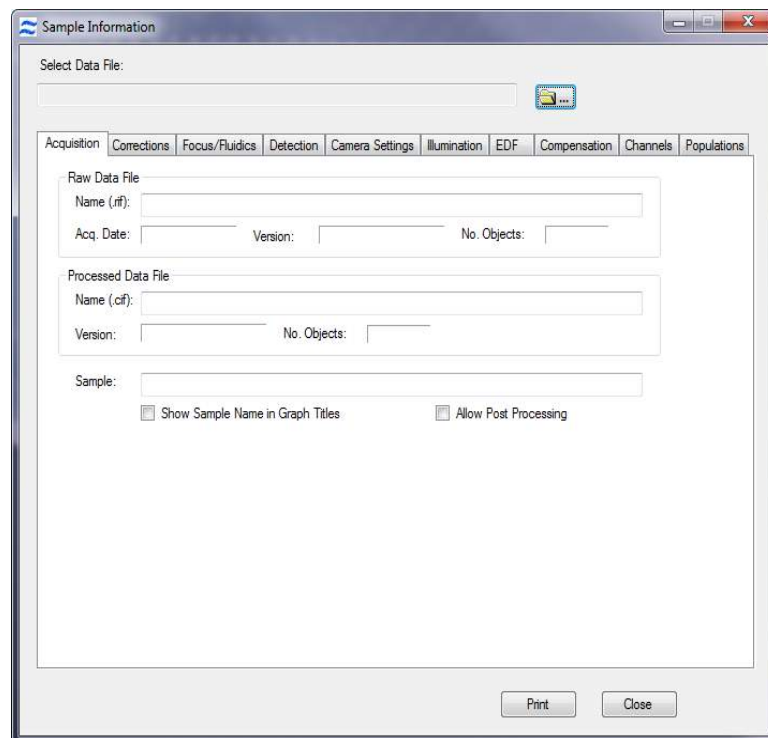 Sample Information
Select Data File:
...
Acquisition Corrections Focus/Fluidics Detection Camera Settings Illumination EDF Compensation Channels Populations
Raw Data File
Name (.rif):
Acq. Date: Version: No. Objects:
Processed Data File
Name (.cif):
Version: No. Objects:
Sample:
Show Sample Name in Graph Titles Allow Post Processing
Print Close